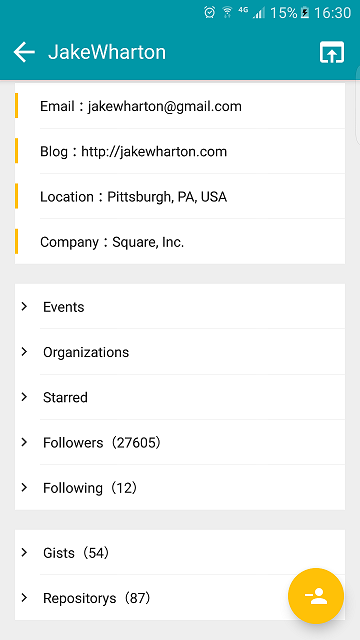 4G 15% 16:30
JakeWharton
Email：jakewharton@gmail.com
Blog：http://jakewharton.com
Location：Pittsburgh, PA, USA
Company：Square, Inc.
Events
Organizations
Starred
Followers（27605）
Following（12）
Gists（54）
Repositorys（87）